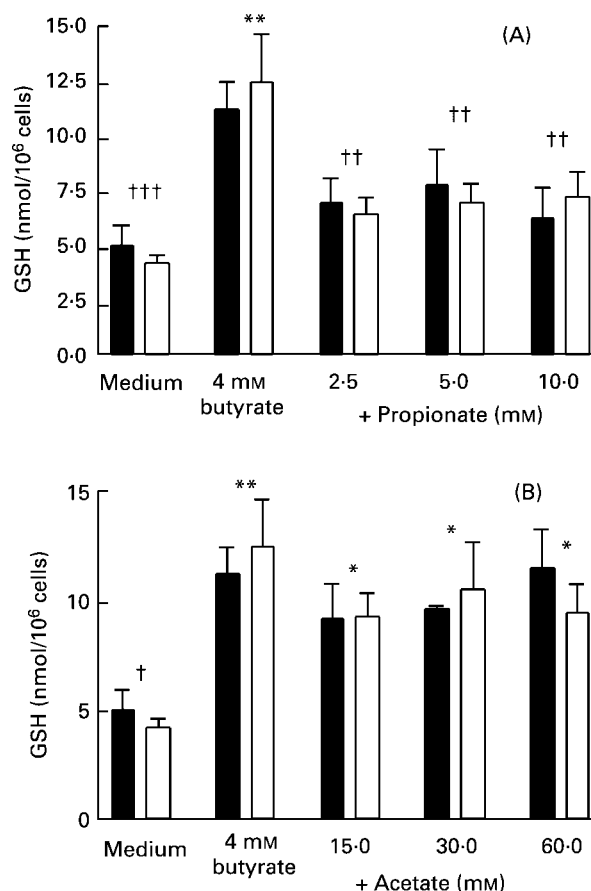 (A)
GSH (nmol/10⁶ cells)
15·0
12·5
10·0
7·5
5·0
2·5
0·0
†††
**
††
††
††
Medium
4 mM
butyrate
2·5
5·0
10·0
+ Propionate (mM)
(B)
GSH (nmol/10⁶ cells)
15
10
5
0
†
**
*
*
*
Medium
4 mM
butyrate
15·0
30·0
60·0
+ Acetate (mM)